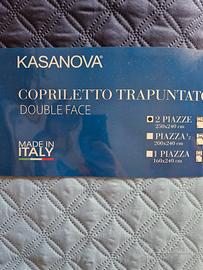 KASANOVA
COPRILETTO TRAPUNTATO
DOUBLE FACE
2 PIAZZE
250x240 cm
PIAZZA ½
200x240 cm
1 PIAZZA
160x240 cm
MADE IN
ITALY